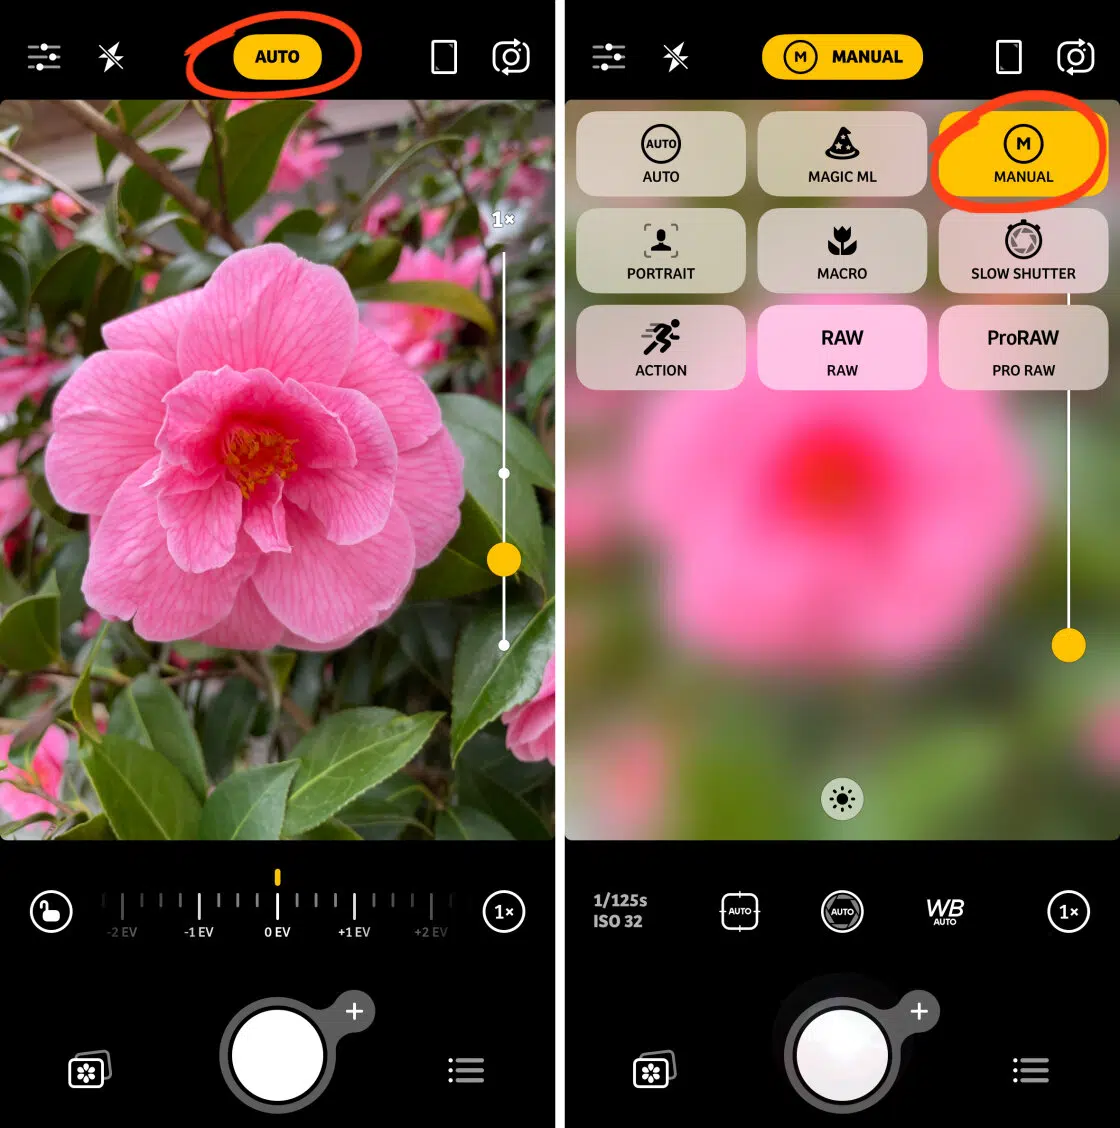 AUTO
1×
-2 EV
-1 EV
0 EV
+1 EV
+2 EV
1×
M MANUAL
AUTO
AUTO
MAGIC ML
M
MANUAL
PORTRAIT
MACRO
SLOW SHUTTER
ACTION
RAW
RAW
ProRAW
PRO RAW
1/125s
ISO 32
AUTO
AUTO
WB
AUTO
1×